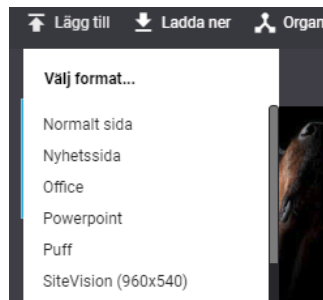 Lägg till Ladda ner Organ
Välj format...
Normalt sida
Nyhetssida
Office
Powerpoint
Puff
SiteVision (960x540)